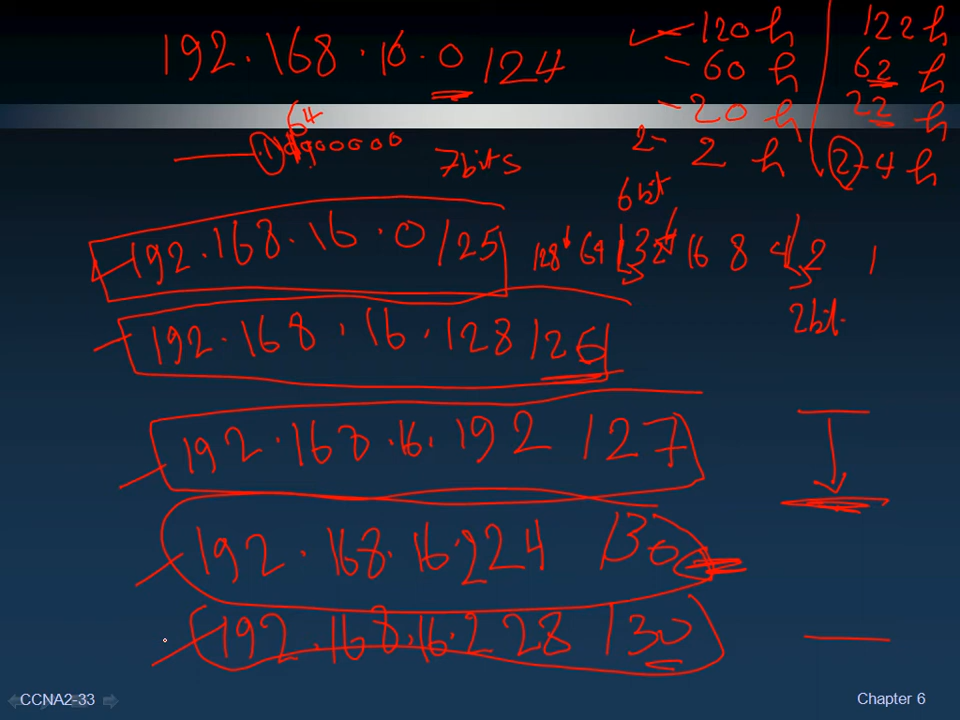 192.168.16.0/24
120 h | 122 h
60 h | 62 h
20 h | 22 h
2- 2 h | 2-4 h
64
10000000
7bits
6bit
192.168.16.0/25
128 64 32 16 8 4 2 1
2bit
192.168.16.128/26
192.168.16.192/27
192.168.16.224/30
192.168.16.228/30
CCNA2-33
Chapter 6